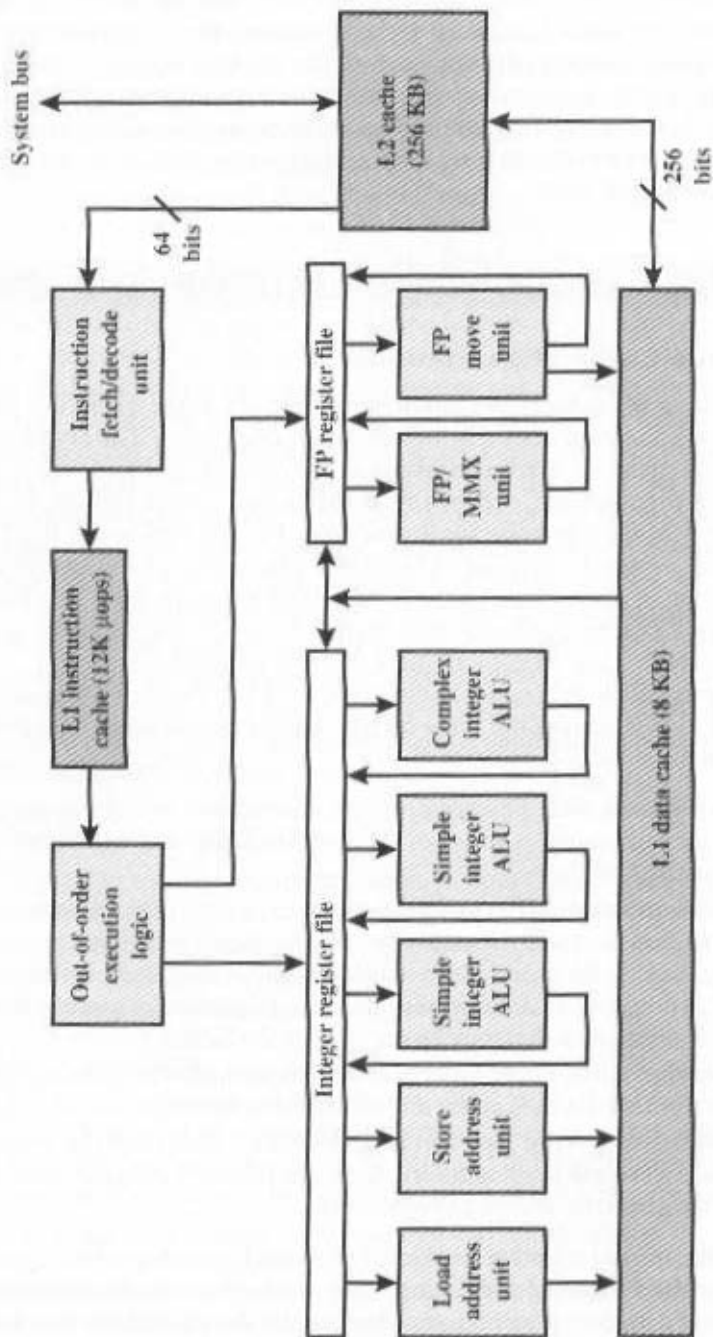 System bus
Out-of-order
execution
logic
L1 instruction
cache (12K µops)
Instruction
fetch/decode
unit
64
bits
L2 cache
(256 KB)
Integer register file
FP register file
Load
address
unit
Store
address
unit
Simple
integer
ALU
Simple
integer
ALU
Complex
integer
ALU
FP/
MMX
unit
FP
move
unit
L1 data cache (8 KB)
256
bits